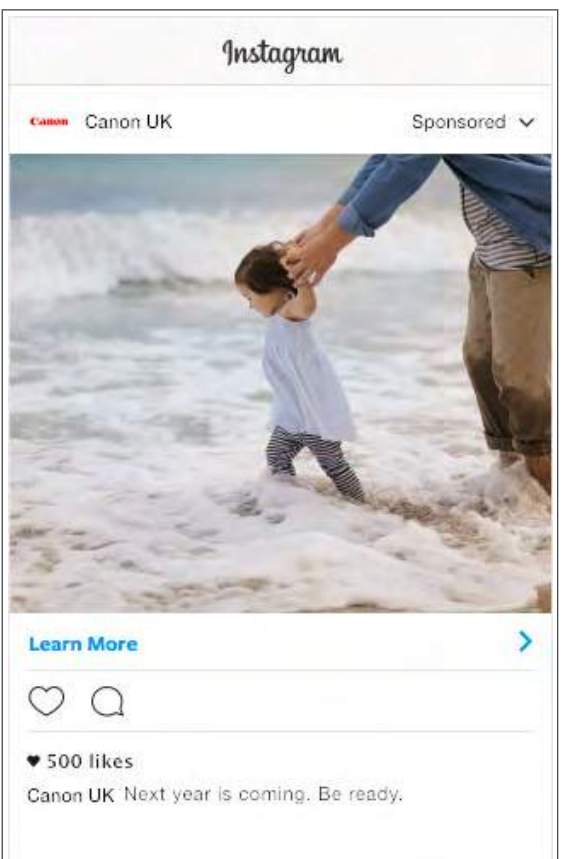 Instagram
Canon Canon UK Sponsored
Learn More
500 likes
Canon UK Next year is coming. Be ready.